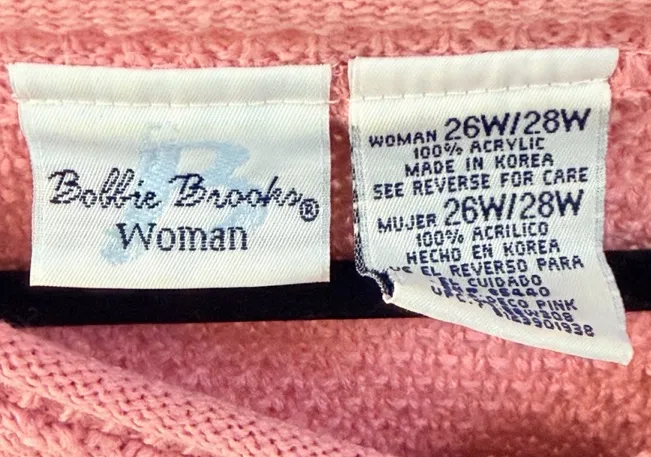 Bobbie Brooks®
Woman
WOMAN 26W/28W
100% ACRYLIC
MADE IN KOREA
SEE REVERSE FOR CARE
MUJER 26W/28W
100% ACRILICO
HECHO EN KOREA
EL REVERSO PARA
EL CUIDADO
PINK